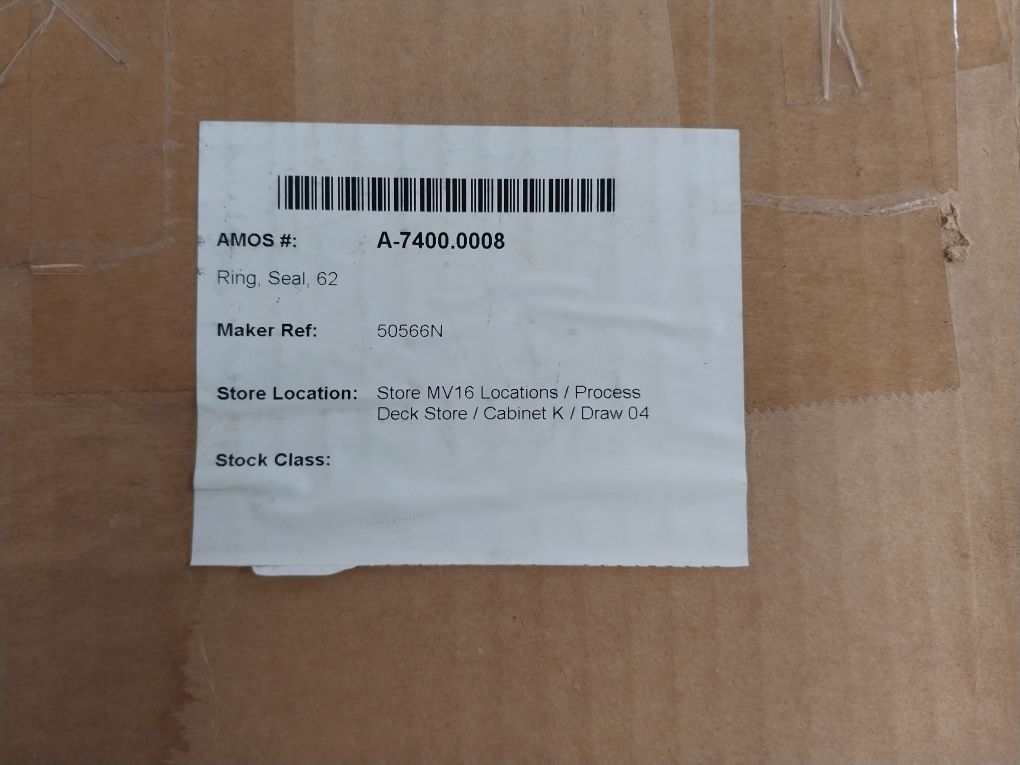 AMOS #: A-7400.0008
Ring, Seal, 62
Maker Ref: 50566N
Store Location: Store MV16 Locations / Process
Deck Store / Cabinet K / Draw 04
Stock Class: